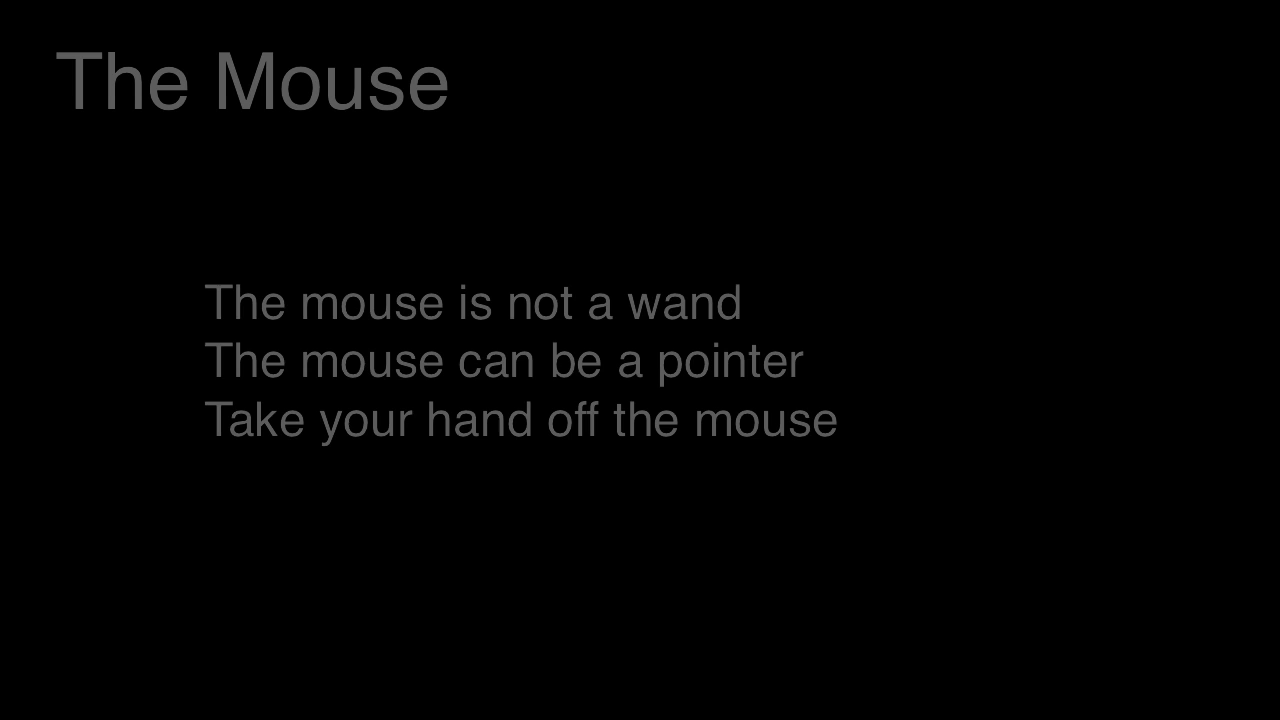 The Mouse
The mouse is not a wand
The mouse can be a pointer
Take your hand off the mouse